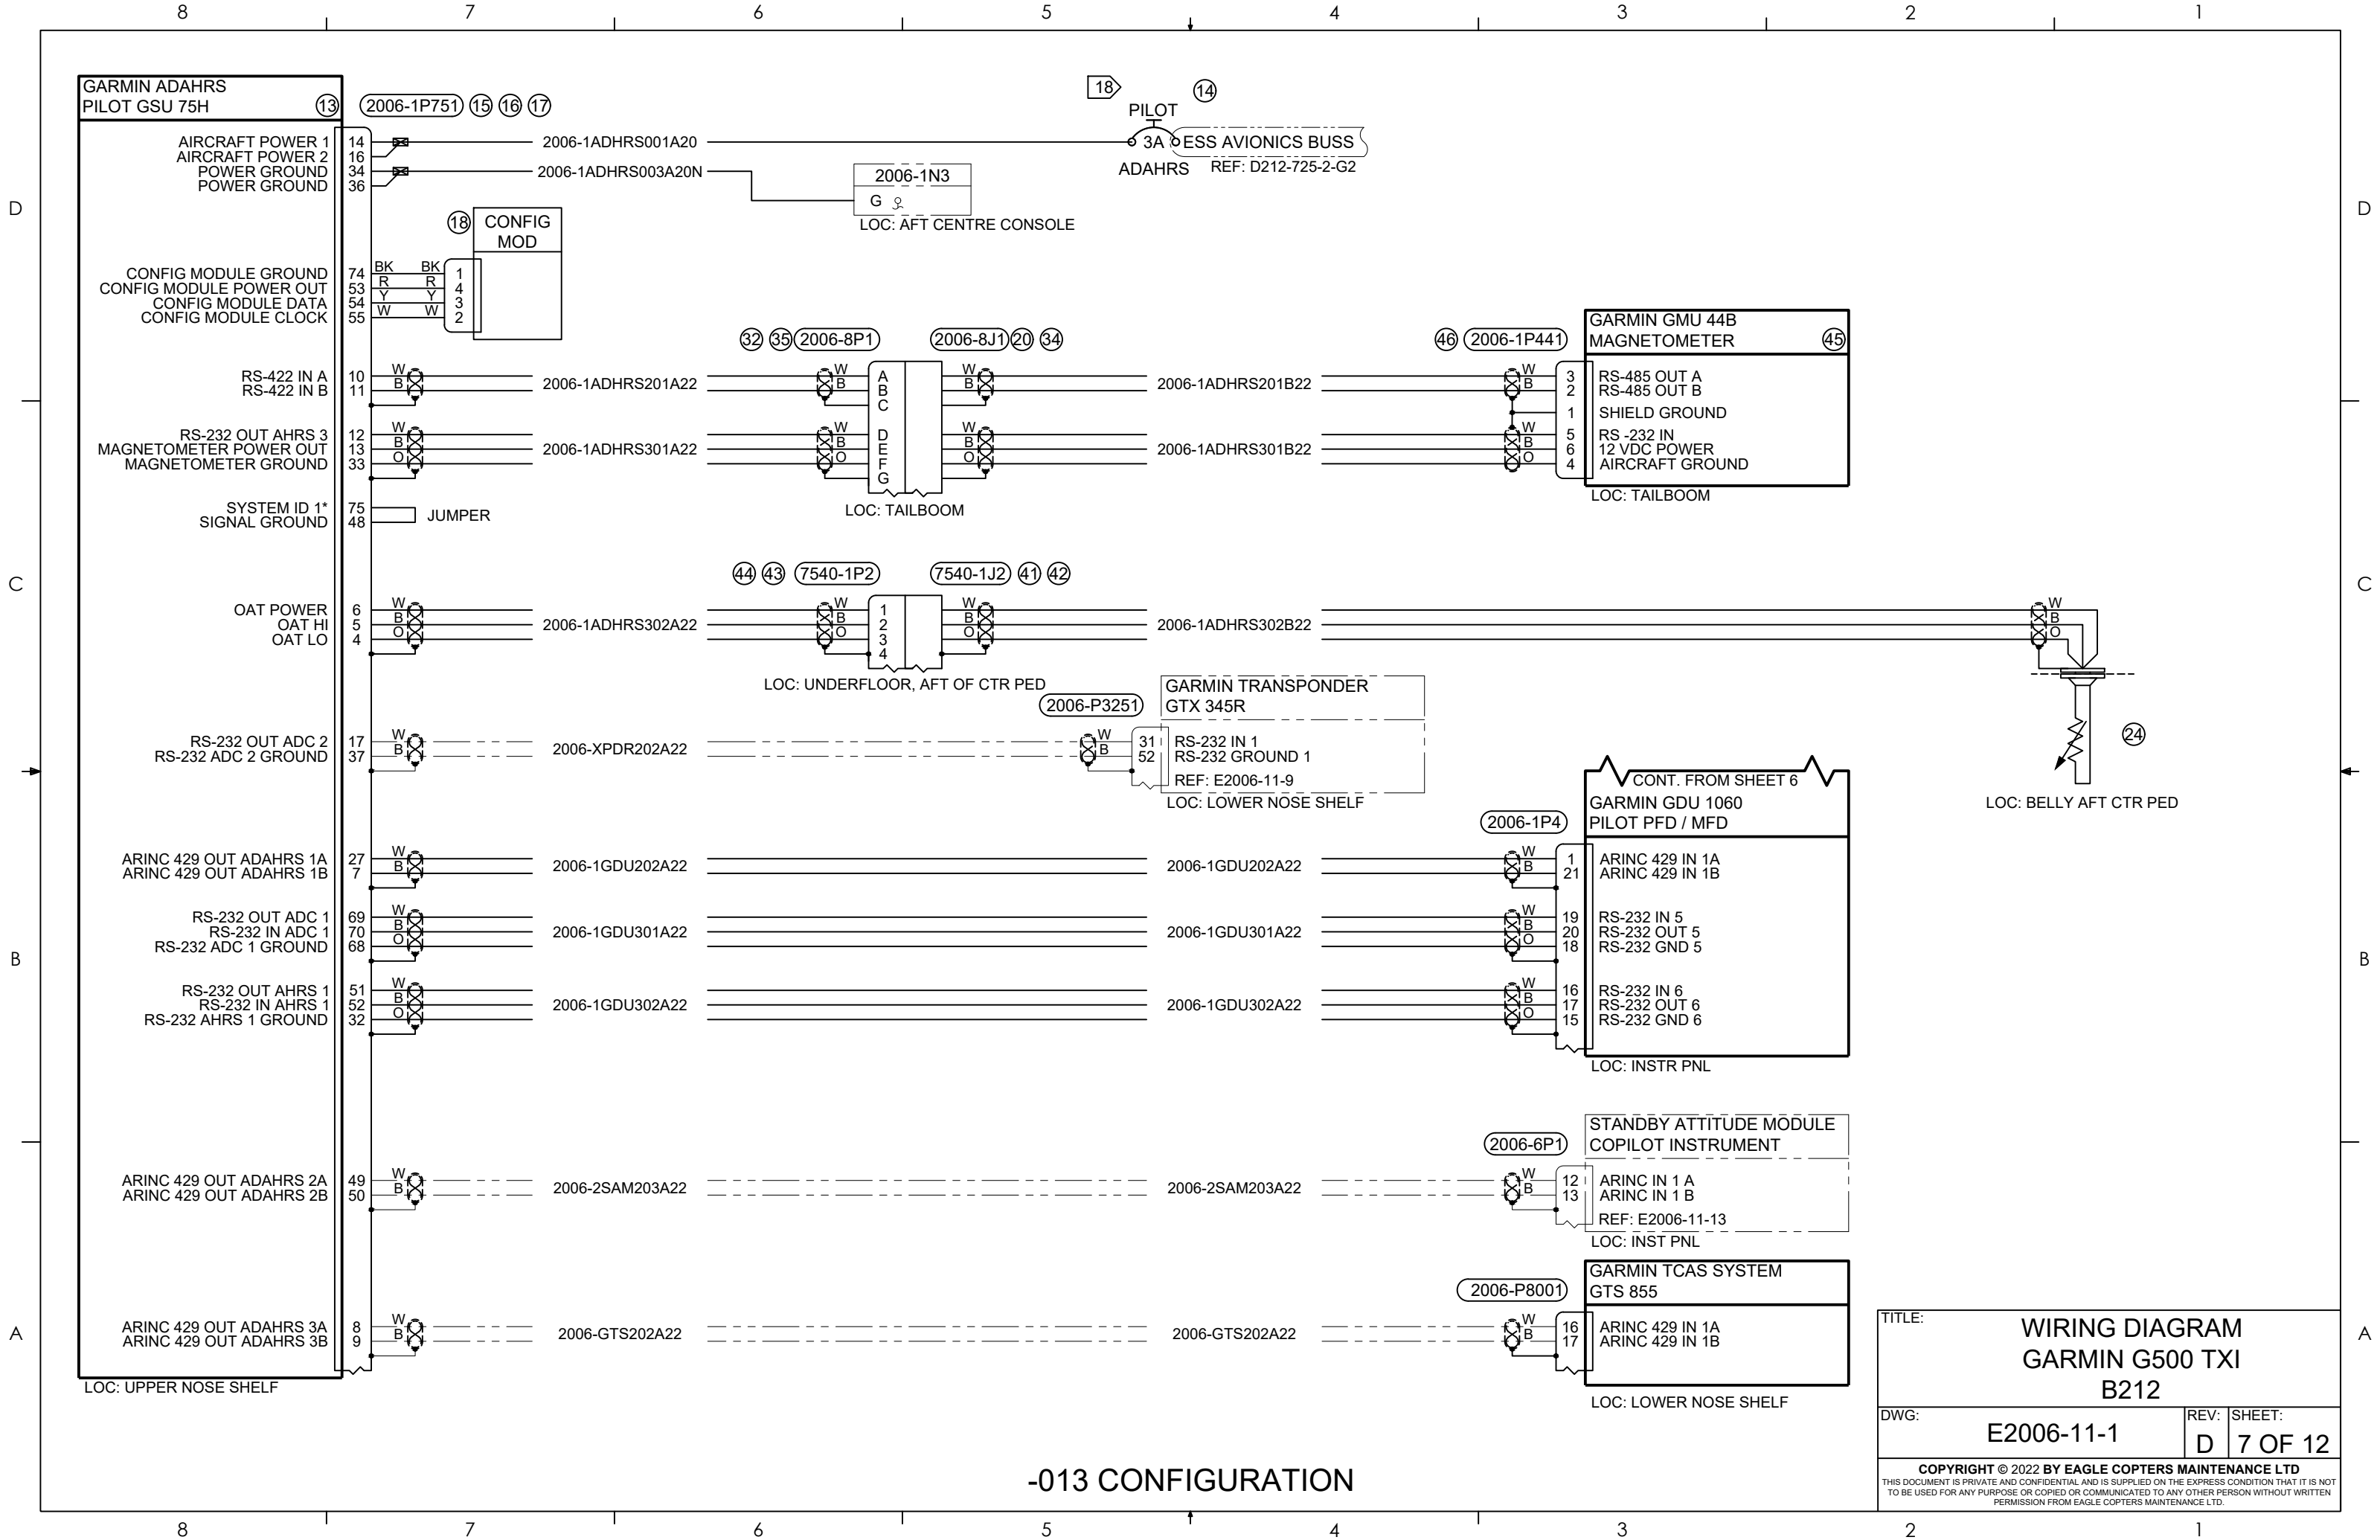 8 7 6 5 4 3 2 1
D
C
B
A
GARMIN ADAHRS
PILOT GSU 75H 13
2006-1P751 15 16 17
AIRCRAFT POWER 1 14
AIRCRAFT POWER 2 16
POWER GROUND 34
POWER GROUND 36
2006-1ADHRS001A20
2006-1ADHRS003A20N
18
14
PILOT
3A
ADAHRS
ESS AVIONICS BUSS
REF: D212-725-2-G2
2006-1N3
G
LOC: AFT CENTRE CONSOLE
18 CONFIG
MOD
CONFIG MODULE GROUND 74 BK BK 1
CONFIG MODULE POWER OUT 53 R R 4
CONFIG MODULE DATA 54 Y Y 3
CONFIG MODULE CLOCK 55 W W 2
32 35 2006-8P1 2006-8J1 20 34
46 2006-1P441
GARMIN GMU 44B
MAGNETOMETER 45
RS-422 IN A 10 W W A W W 3 RS-485 OUT A
RS-422 IN B 11 B 2006-1ADHRS201A22 B B B 2006-1ADHRS201B22 B 2 RS-485 OUT B
C 1 SHIELD GROUND
RS-232 OUT AHRS 3 12 W W D W W 5 RS -232 IN
MAGNETOMETER POWER OUT 13 B 2006-1ADHRS301A22 B E B 2006-1ADHRS301B22 B 6 12 VDC POWER
MAGNETOMETER GROUND 33 O O F O O 4 AIRCRAFT GROUND
G
LOC: TAILBOOM
LOC: TAILBOOM
SYSTEM ID 1* 75
SIGNAL GROUND 48
JUMPER
44 43 7540-1P2 7540-1J2 41 42
OAT POWER 6 W W 1 W W
OAT HI 5 B 2006-1ADHRS302A22 B 2 B 2006-1ADHRS302B22 B
OAT LO 4 O O 3 O O
4
LOC: UNDERFLOOR, AFT OF CTR PED
24
LOC: BELLY AFT CTR PED
2006-P3251
GARMIN TRANSPONDER
GTX 345R
RS-232 OUT ADC 2 17 W W 31 RS-232 IN 1
RS-232 ADC 2 GROUND 37 B 2006-XPDR202A22 B 52 RS-232 GROUND 1
REF: E2006-11-9
LOC: LOWER NOSE SHELF
CONT. FROM SHEET 6
GARMIN GDU 1060
PILOT PFD / MFD
2006-1P4
ARINC 429 OUT ADAHRS 1A 27 W W 1 ARINC 429 IN 1A
ARINC 429 OUT ADAHRS 1B 7 B 2006-1GDU202A22 2006-1GDU202A22 B 21 ARINC 429 IN 1B
RS-232 OUT ADC 1 69 W W 19 RS-232 IN 5
RS-232 IN ADC 1 70 B 2006-1GDU301A22 2006-1GDU301A22 B 20 RS-232 OUT 5
RS-232 ADC 1 GROUND 68 O O 18 RS-232 GND 5
RS-232 OUT AHRS 1 51 W W 16 RS-232 IN 6
RS-232 IN AHRS 1 52 B 2006-1GDU302A22 2006-1GDU302A22 B 17 RS-232 OUT 6
RS-232 AHRS 1 GROUND 32 O O 15 RS-232 GND 6
LOC: INSTR PNL
2006-6P1
STANDBY ATTITUDE MODULE
COPILOT INSTRUMENT
ARINC 429 OUT ADAHRS 2A 49 W W 12 ARINC IN 1 A
ARINC 429 OUT ADAHRS 2B 50 B 2006-2SAM203A22 2006-2SAM203A22 B 13 ARINC IN 1 B
REF: E2006-11-13
LOC: INST PNL
2006-P8001
GARMIN TCAS SYSTEM
GTS 855
ARINC 429 OUT ADAHRS 3A 8 W W 16 ARINC 429 IN 1A
ARINC 429 OUT ADAHRS 3B 9 B 2006-GTS202A22 2006-GTS202A22 B 17 ARINC 429 IN 1B
LOC: UPPER NOSE SHELF
LOC: LOWER NOSE SHELF
-013 CONFIGURATION
TITLE:
WIRING DIAGRAM
GARMIN G500 TXI
B212
DWG: E2006-11-1
REV: D
SHEET: 7 OF 12
COPYRIGHT © 2022 BY EAGLE COPTERS MAINTENANCE LTD
THIS DOCUMENT IS PRIVATE AND CONFIDENTIAL AND IS SUPPLIED ON THE EXPRESS CONDITION THAT IT IS NOT
TO BE USED FOR ANY PURPOSE OR COPIED OR COMMUNICATED TO ANY OTHER PERSON WITHOUT WRITTEN
PERMISSION FROM EAGLE COPTERS MAINTENANCE LTD.
D
C
B
A
8 7 6 5 4 3 2 1